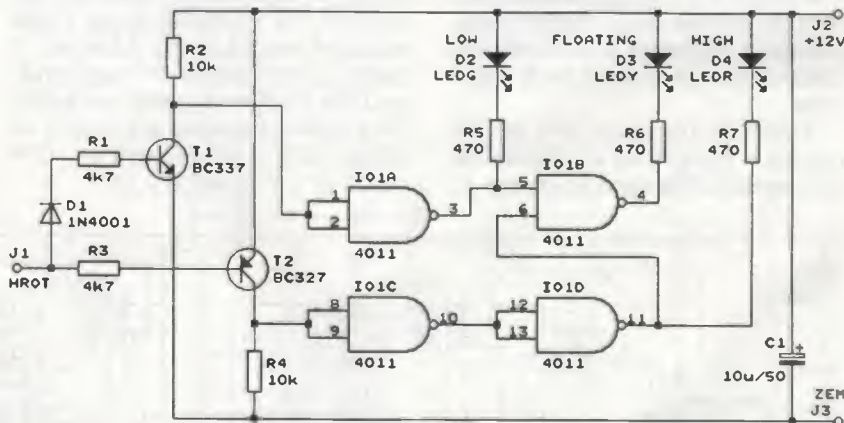 J2
+12V
LOW
D2
LEDG
FLOATING
D3
LEDY
HIGH
D4
LEDR
R2
10k
R1
4k7
T1
BC337
R5
470
R6
470
R7
470
D1
1N4001
IO1A
1
2
3
4011
IO1B
5
6
4
4011
J1
HROT
R3
4k7
T2
BC327
IO1C
8
9
10
4011
IO1D
12
13
11
4011
R4
10k
C1
+
10u/50
ZEM
J3